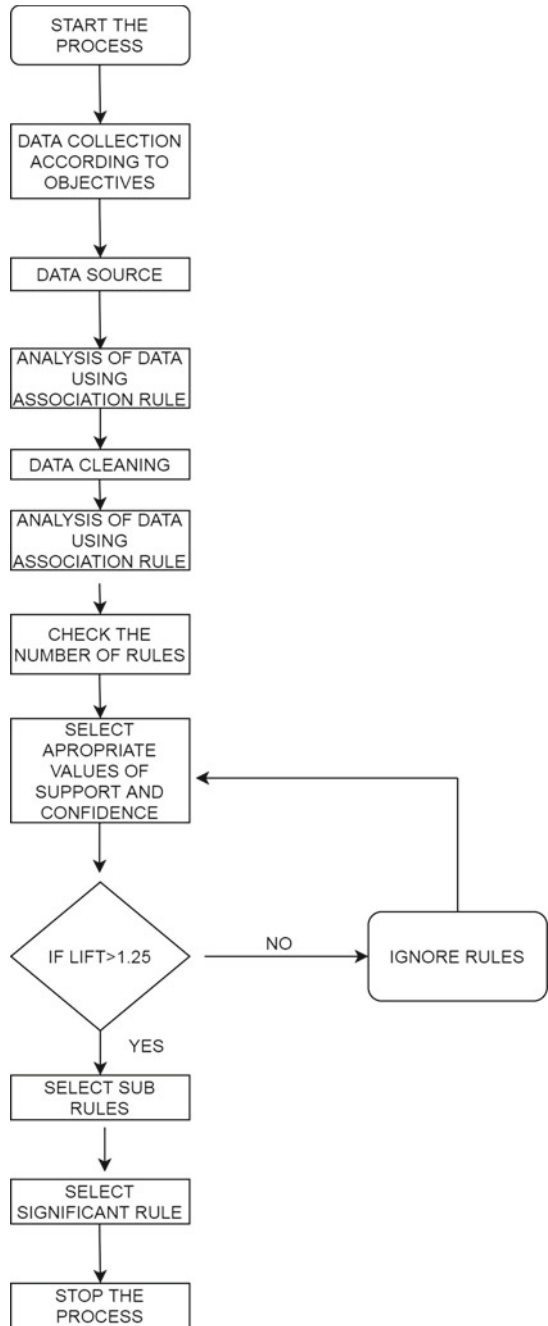 START THE
PROCESS
DATA COLLECTION
ACCORDING TO
OBJECTIVES
DATA SOURCE
ANALYSIS OF DATA
USING
ASSOCIATION RULE
DATA CLEANING
ANALYSIS OF DATA
USING
ASSOCIATION RULE
CHECK THE
NUMBER OF RULES
SELECT
APROPRIATE
VALUES OF
SUPPORT AND
CONFIDENCE
IF LIFT>1.25
NO
IGNORE RULES
YES
SELECT SUB
RULES
SELECT
SIGNIFICANT RULE
STOP THE
PROCESS